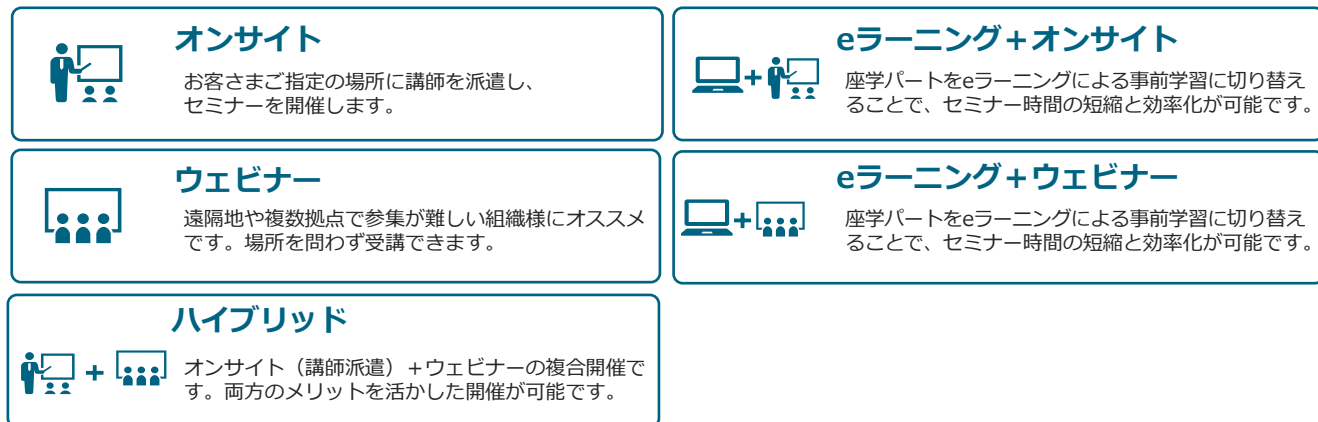 オンサイト
お客さまご指定の場所に講師を派遣し、
セミナーを開催します。
eラーニング＋オンサイト
座学パートをeラーニングによる事前学習に切り替え
ることで、セミナー時間の短縮と効率化が可能です。
ウェビナー
遠隔地や複数拠点で参集が難しい組織様にオススメ
です。場所を問わず受講できます。
eラーニング＋ウェビナー
座学パートをeラーニングによる事前学習に切り替え
ることで、セミナー時間の短縮と効率化が可能です。
ハイブリッド
オンサイト（講師派遣）＋ウェビナーの複合開催で
す。両方のメリットを活かした開催が可能です。